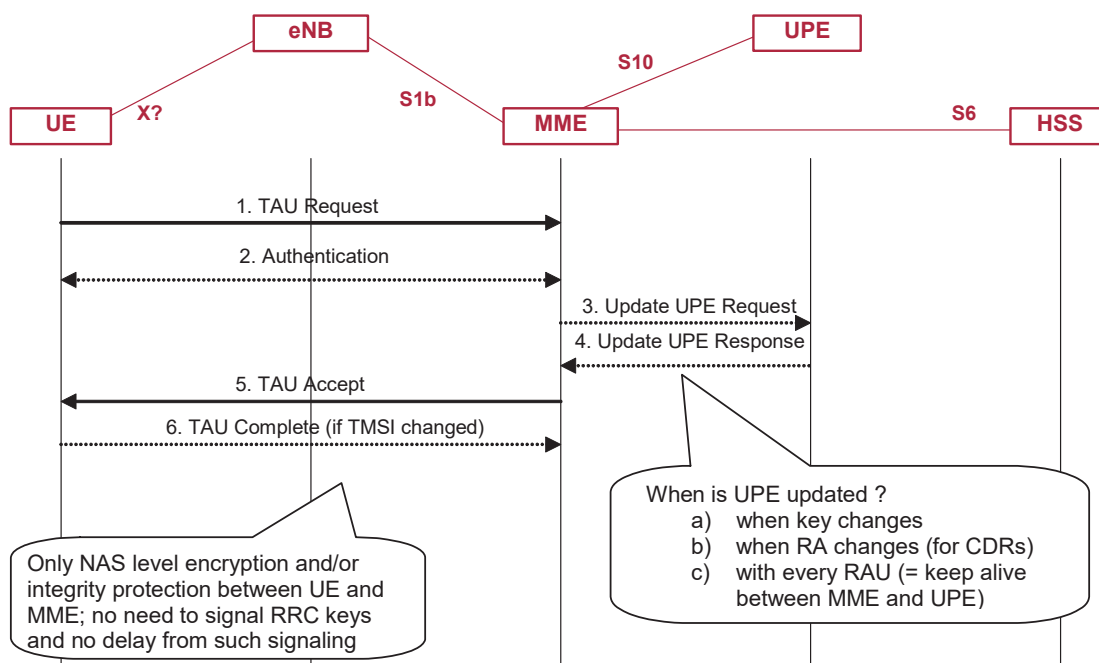 eNB
UPE
S10
S1b
X?
S6
UE
MME
HSS
1. TAU Request
2. Authentication
3. Update UPE Request
4. Update UPE Response
5. TAU Accept
6. TAU Complete (if TMSI changed)
When is UPE updated ?
a) when key changes
b) when RA changes (for CDRs)
c) with every RAU (= keep alive
between MME and UPE)
Only NAS level encryption and/or
integrity protection between UE and
MME; no need to signal RRC keys
and no delay from such signaling